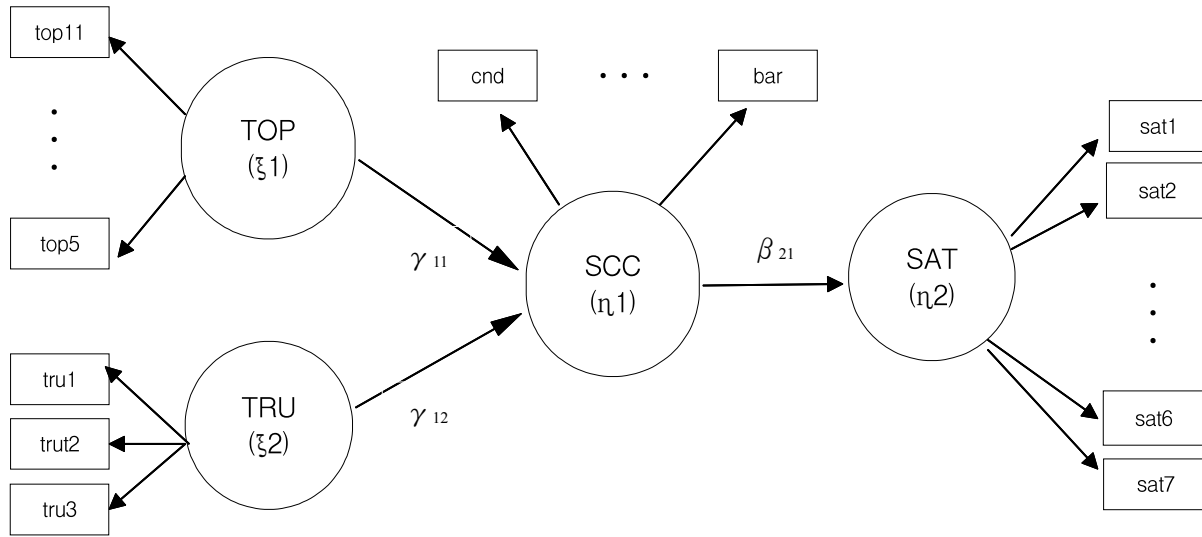 top11
cnd
· · ·
bar
TOP
(ξ1)
sat1
sat2
top5
γ 11
SCC
(η1)
β 21
SAT
(η2)
tru1
trut2
tru3
TRU
(ξ2)
γ 12
sat6
sat7